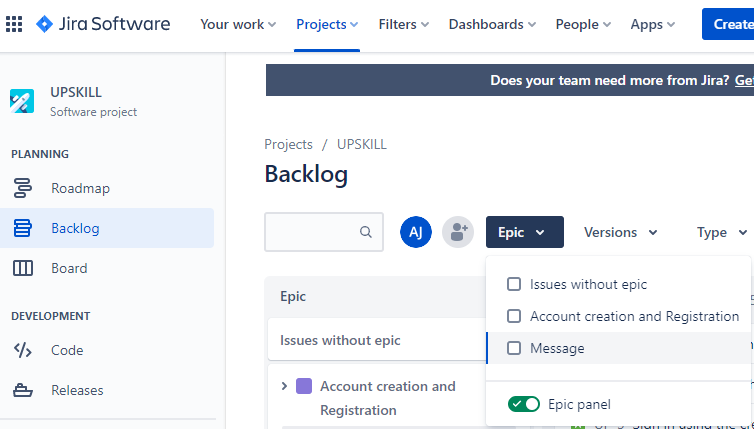 Jira Software
Your work
Projects
Filters
Dashboards
People
Apps
Create
UPSKILL
Software project
Does your team need more from Jira?
PLANNING
Roadmap
Backlog
Board
DEVELOPMENT
Code
Releases
Projects / UPSKILL
Backlog
AJ
Epic
Versions
Type
Epic
Issues without epic
Account creation and
Registration
Issues without epic
Account creation and Registration
Message
Epic panel